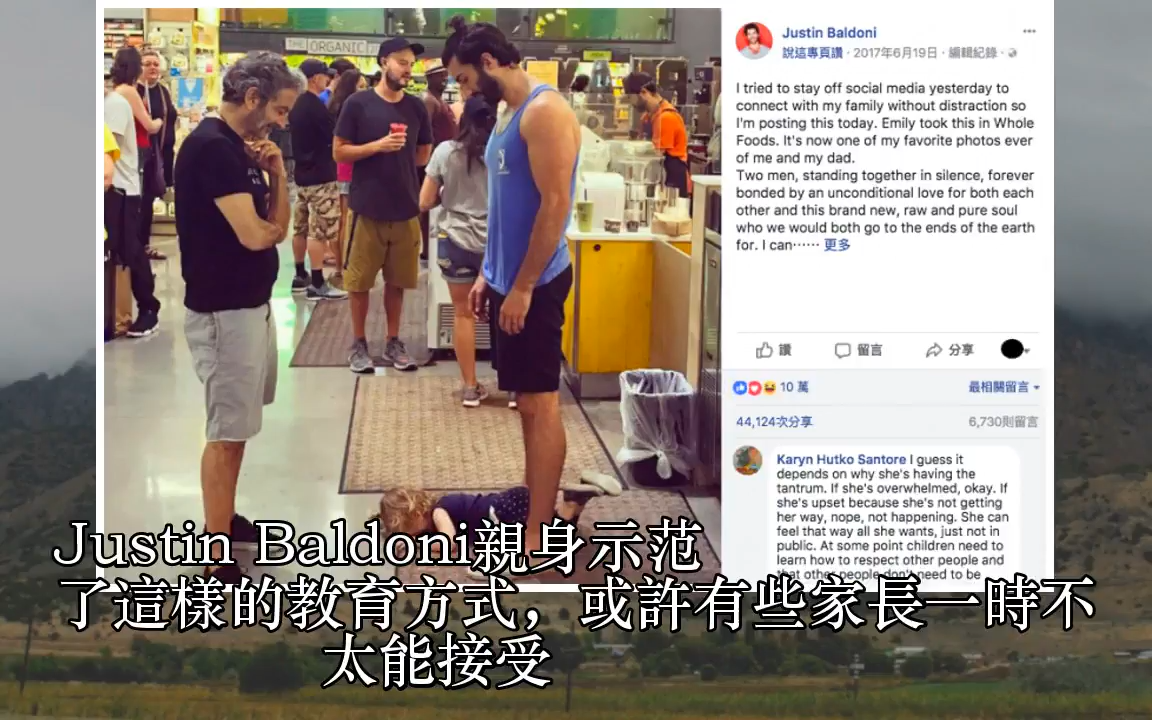 THE ORGANIC
Justin Baldoni
說這專頁讚 · 2017年6月19日 · 編輯紀錄 ·
I tried to stay off social media yesterday to
connect with my family without distraction so
I'm posting this today. Emily took this in Whole
Foods. It's now one of my favorite photos ever
of me and my dad.
Two men, standing together in silence, forever
bonded by an unconditional love for both each
other and this brand new, raw and pure soul
who we would both go to the ends of the earth
for. I can…… 更多
讚 留言 分享
10 萬 最相關留言
44,124次分享 6,730則留言
Karyn Hutko Santore I guess it
depends on why she's having the
tantrum. If she's overwhelmed, okay. If
she's upset because she's not getting
her way, nope, not happening. She can
feel that way all she wants, just not in
public. At some point children need to
learn how to respect other people and
that other people don't need to be
Justin Baldoni親身示范
了這樣的教育方式，或許有些家長一時不
太能接受